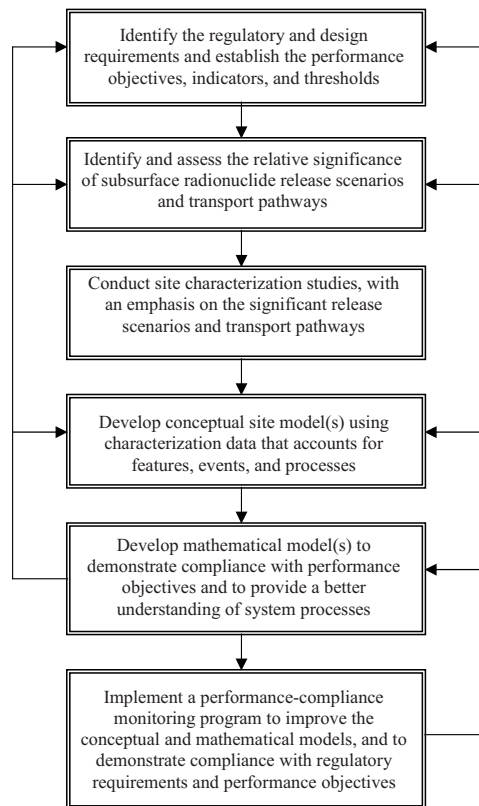 Identify the regulatory and design
requirements and establish the performance
objectives, indicators, and thresholds
Identify and assess the relative significance
of subsurface radionuclide release scenarios
and transport pathways
Conduct site characterization studies, with
an emphasis on the significant release
scenarios and transport pathways
Develop conceptual site model(s) using
characterization data that accounts for
features, events, and processes
Develop mathematical model(s) to
demonstrate compliance with performance
objectives and to provide a better
understanding of system processes
Implement a performance-compliance
monitoring program to improve the
conceptual and mathematical models, and to
demonstrate compliance with regulatory
requirements and performance objectives